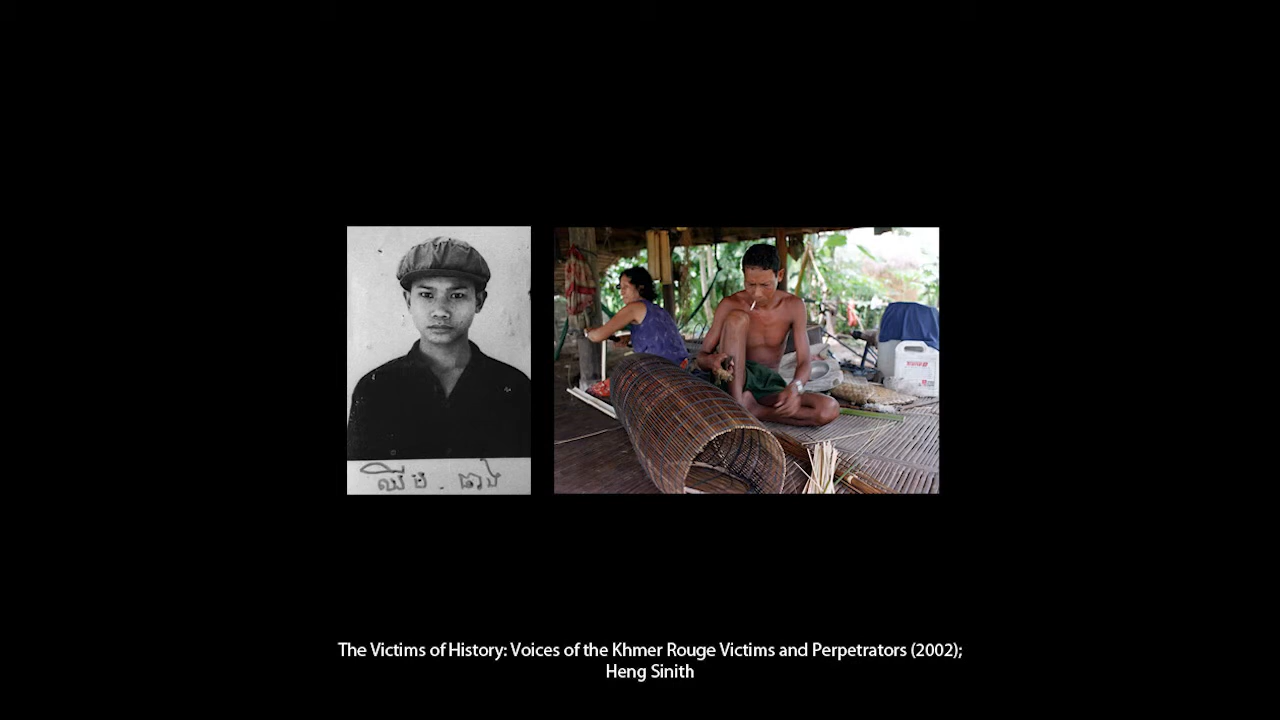 The Victims of History: Voices of the Khmer Rouge Victims and Perpetrators (2002);
Heng Sinith